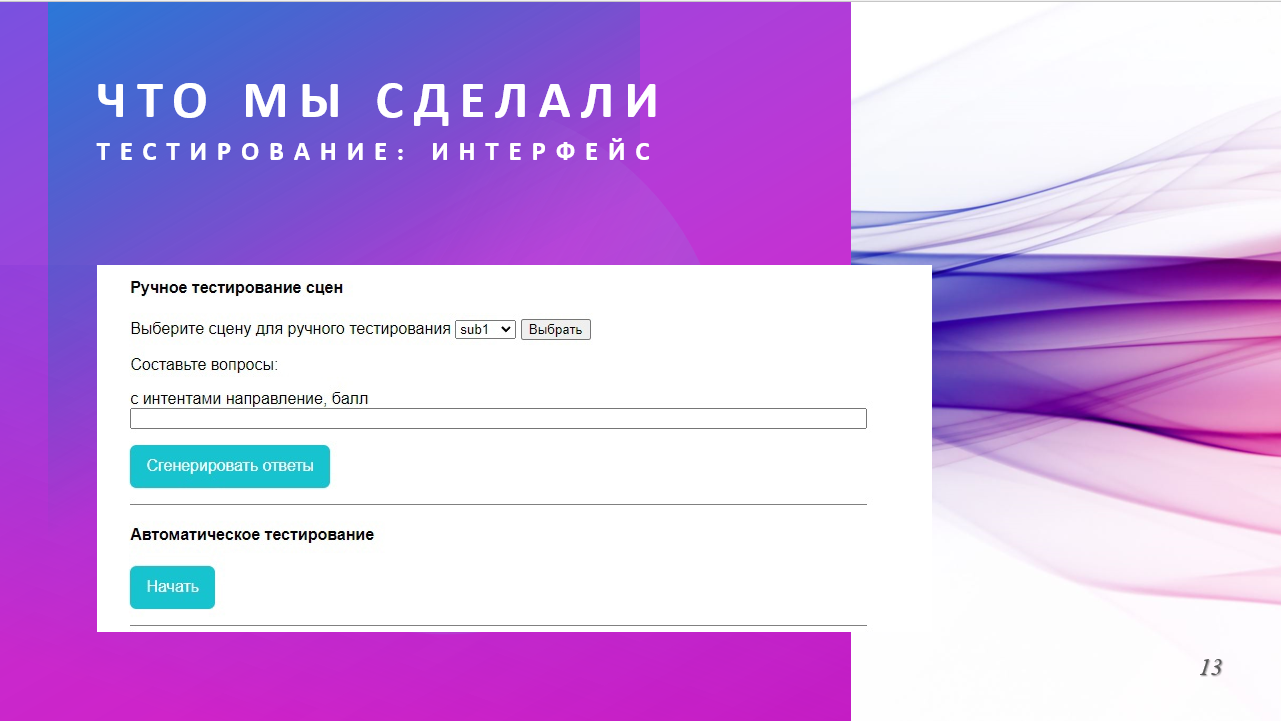 ЧТО МЫ СДЕЛАЛИ
ТЕСТИРОВАНИЕ: ИНТЕРФЕЙС
Ручное тестирование сцен
Выберите сцену для ручного тестирования sub1 Выбрать
Составьте вопросы:
с интентами направление, балл
Сгенерировать ответы
Автоматическое тестирование
Начать
13